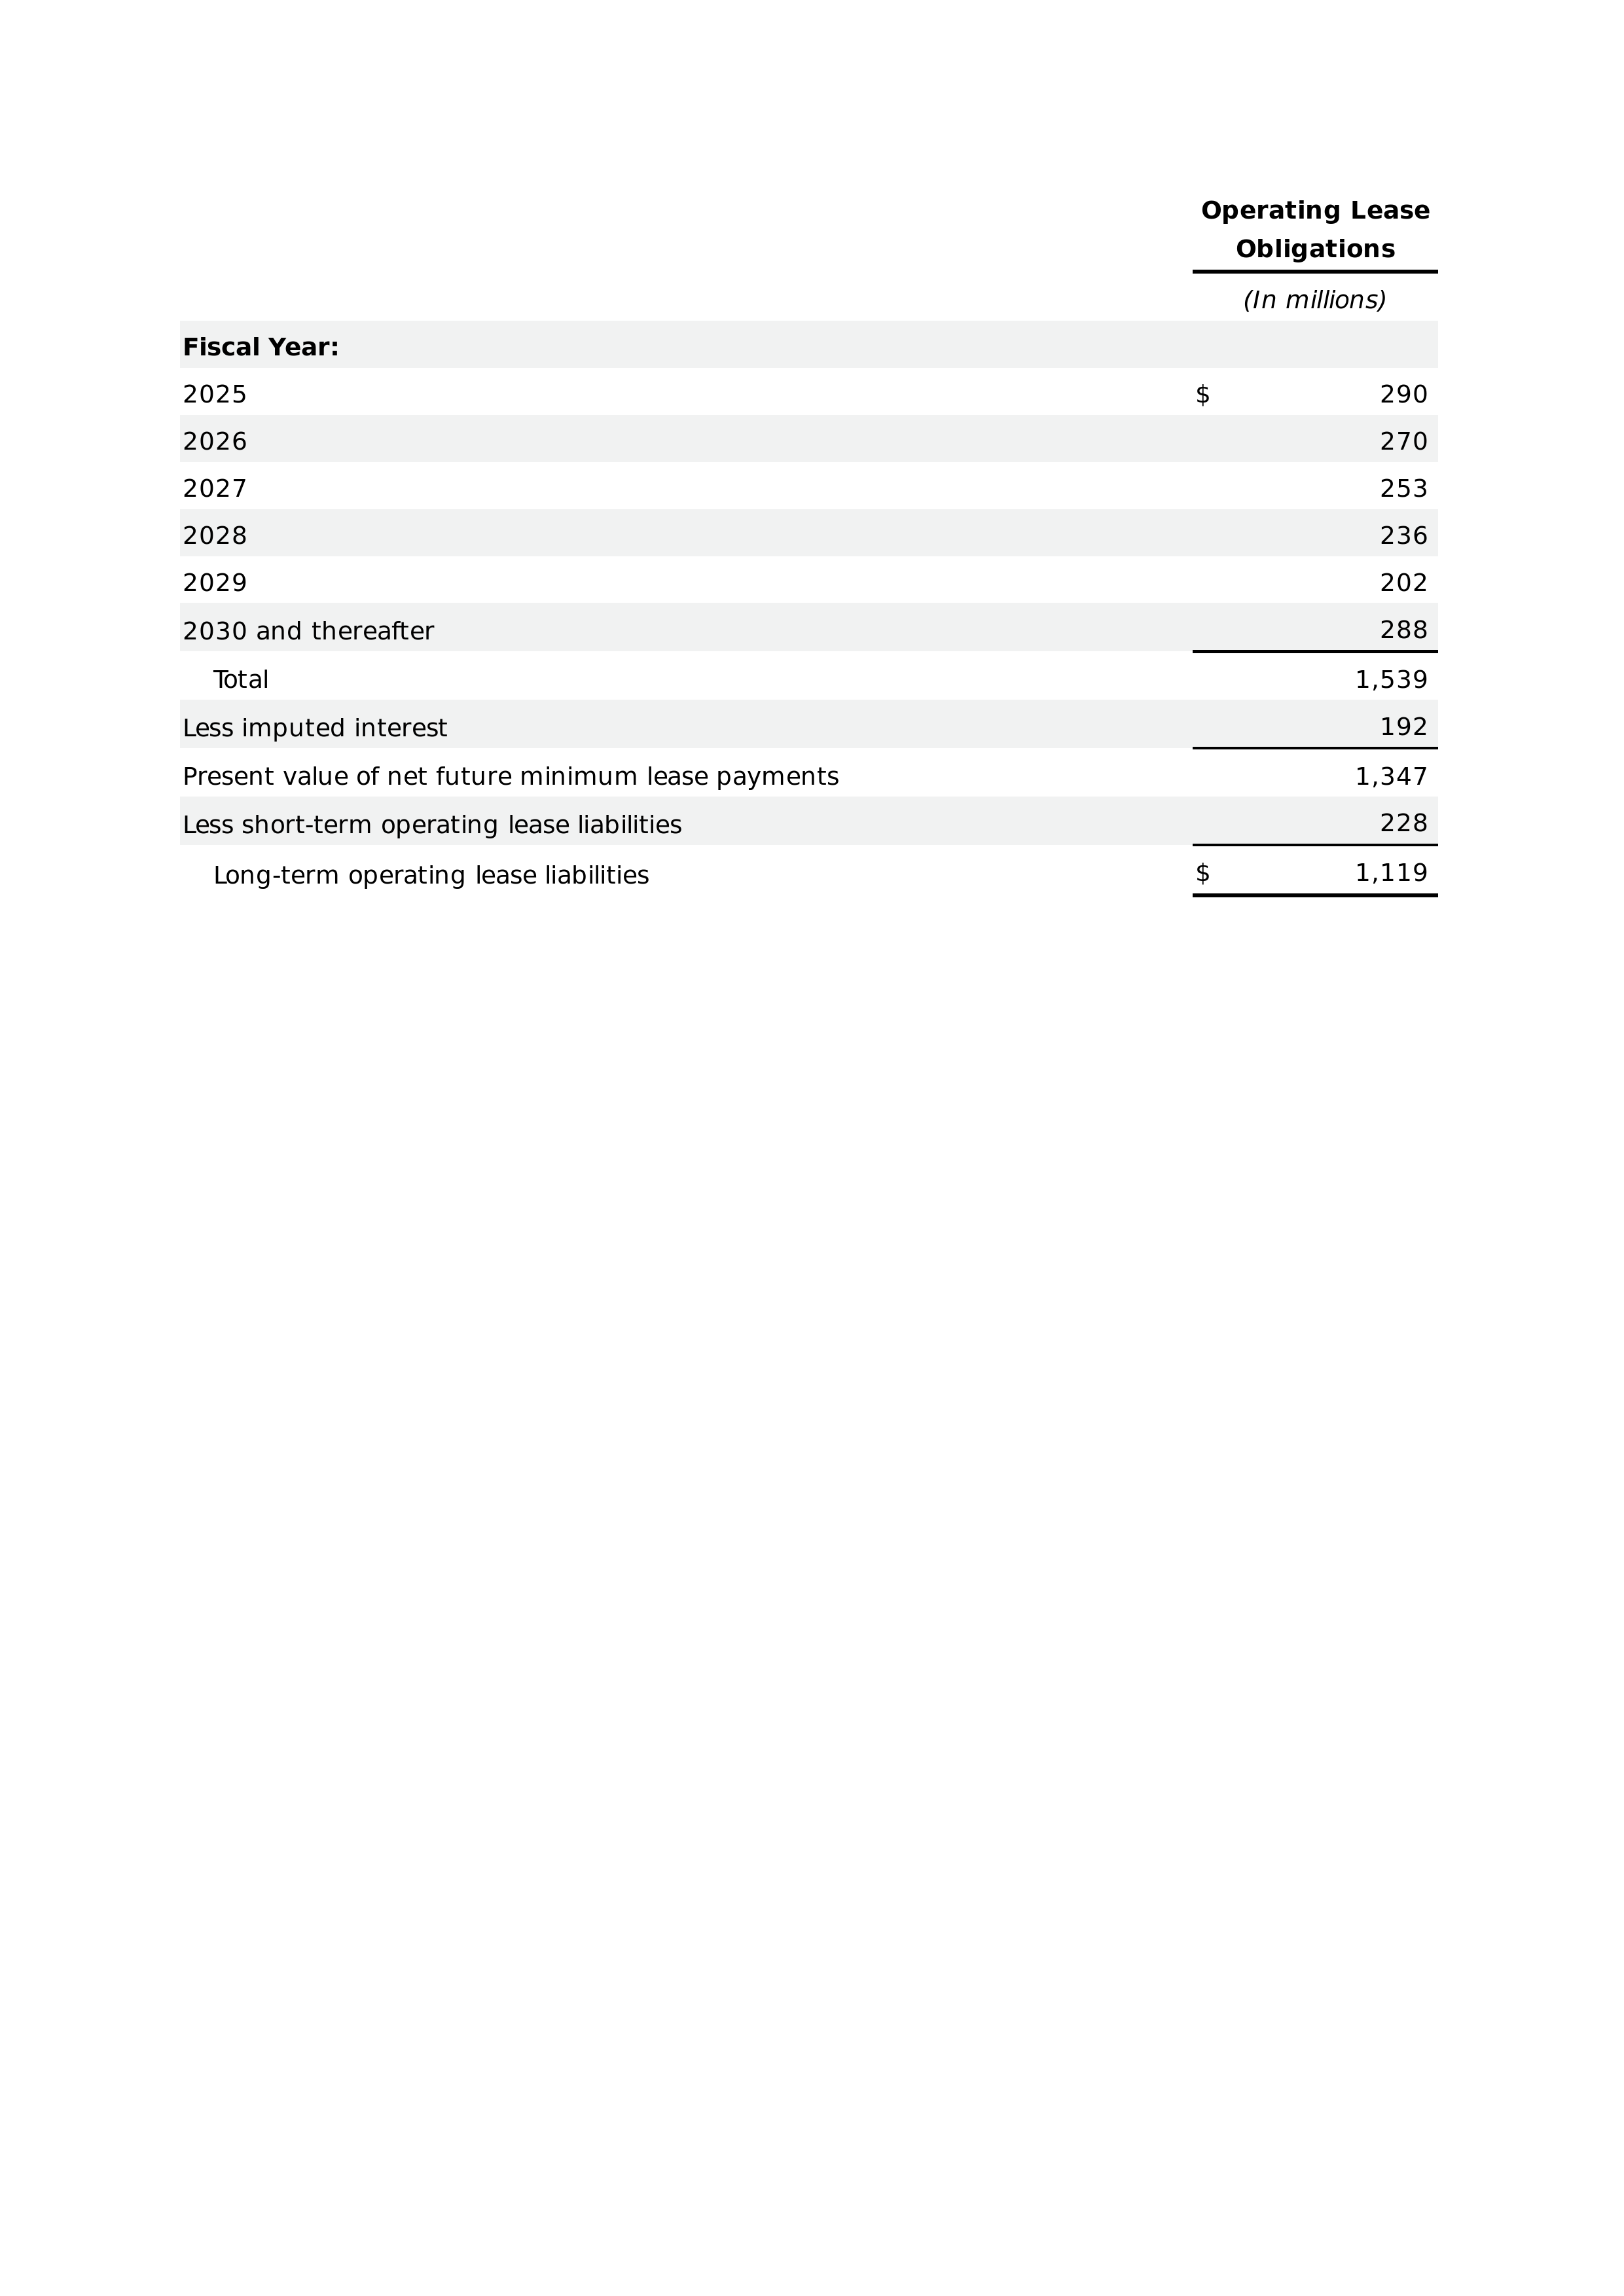 Operating Lease
Obligations
(In millions)
Fiscal Year:
2025 $ 290
2026 270
2027 253
2028 236
2029 202
2030 and thereafter 288
Total 1,539
Less imputed interest 192
Present value of net future minimum lease payments 1,347
Less short-term operating lease liabilities 228
Long-term operating lease liabilities $ 1,119